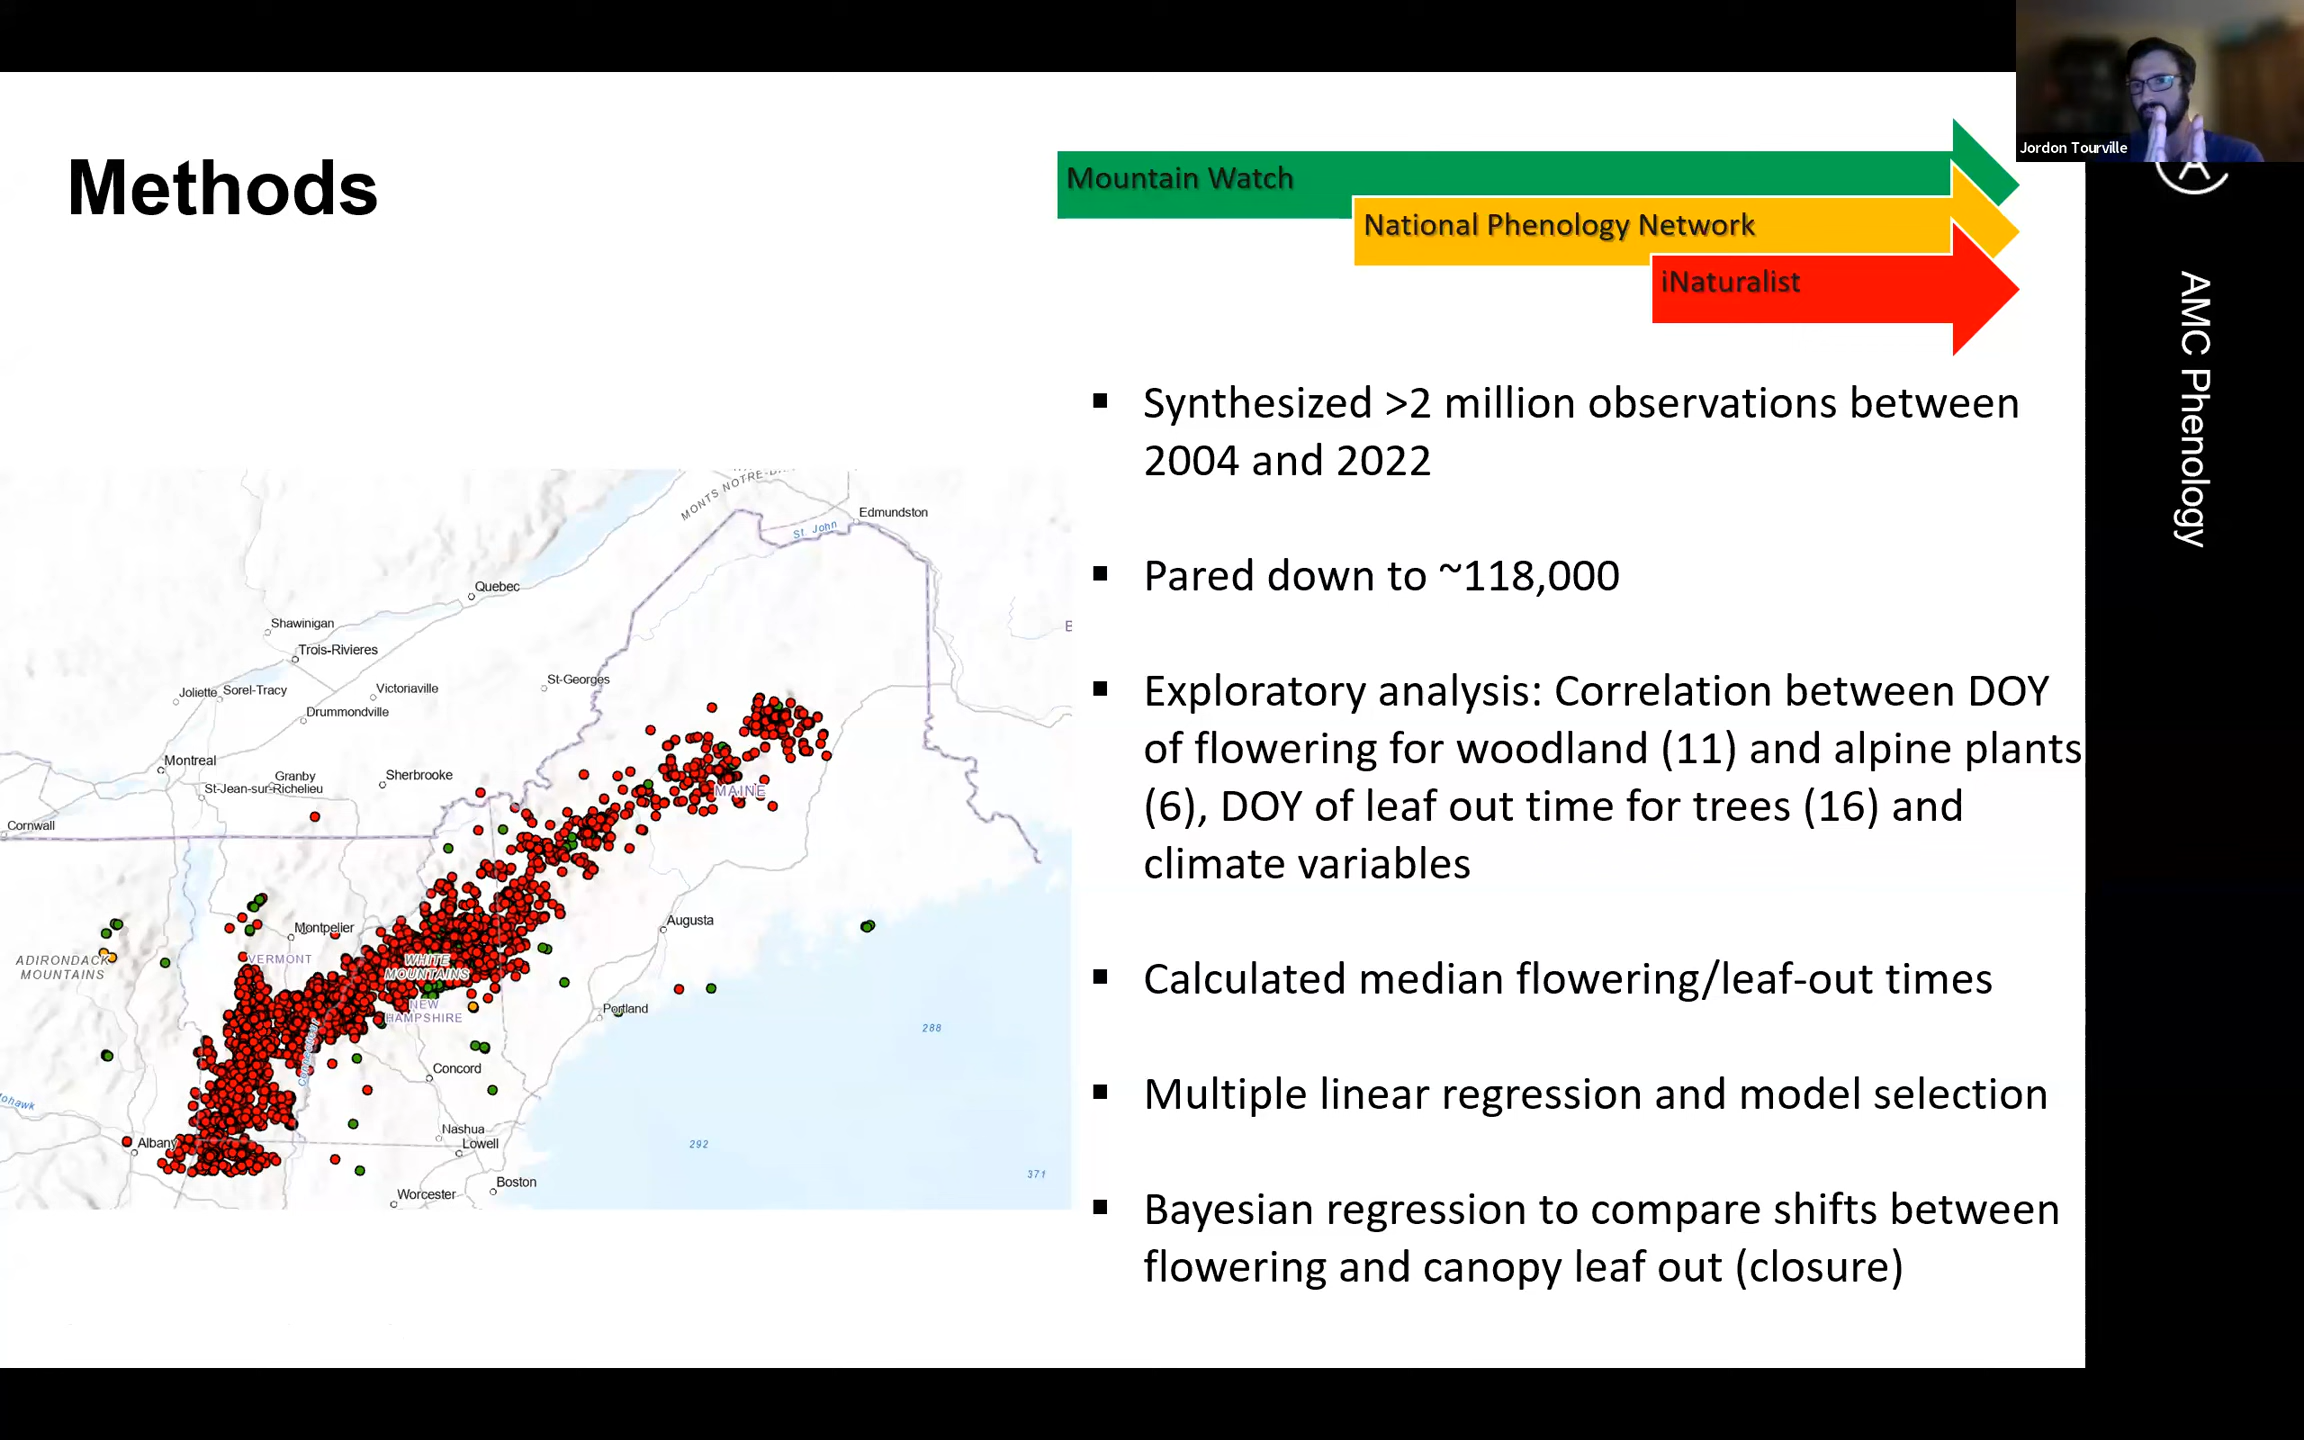 Jordon Tourville
Methods
Mountain Watch
National Phenology Network
iNaturalist
AMC Phenology
▪ Synthesized >2 million observations between
2004 and 2022
▪ Pared down to ~118,000
▪ Exploratory analysis: Correlation between DOY
of flowering for woodland (11) and alpine plants
(6), DOY of leaf out time for trees (16) and
climate variables
▪ Calculated median flowering/leaf-out times
▪ Multiple linear regression and model selection
▪ Bayesian regression to compare shifts between
flowering and canopy leaf out (closure)
MONTS
Edmundston
St. John
Quebec
Shawinigan
Trois-Rivieres
St-Georges
Joliette
Sorel-Tracy
Victoriaville
Drummondville
Montreal
Granby
Sherbrooke
St-Jean-sur-Richelieu
MAINE
Cornwall
Augusta
Montpelier
ADIRONDACK
MOUNTAINS
VERMONT
WHITE
MOUNTAINS
NEW
HAMPSHIRE
Portland
288
Concord
Nashua
Albany
Lowell
292
371
Boston
Worcester